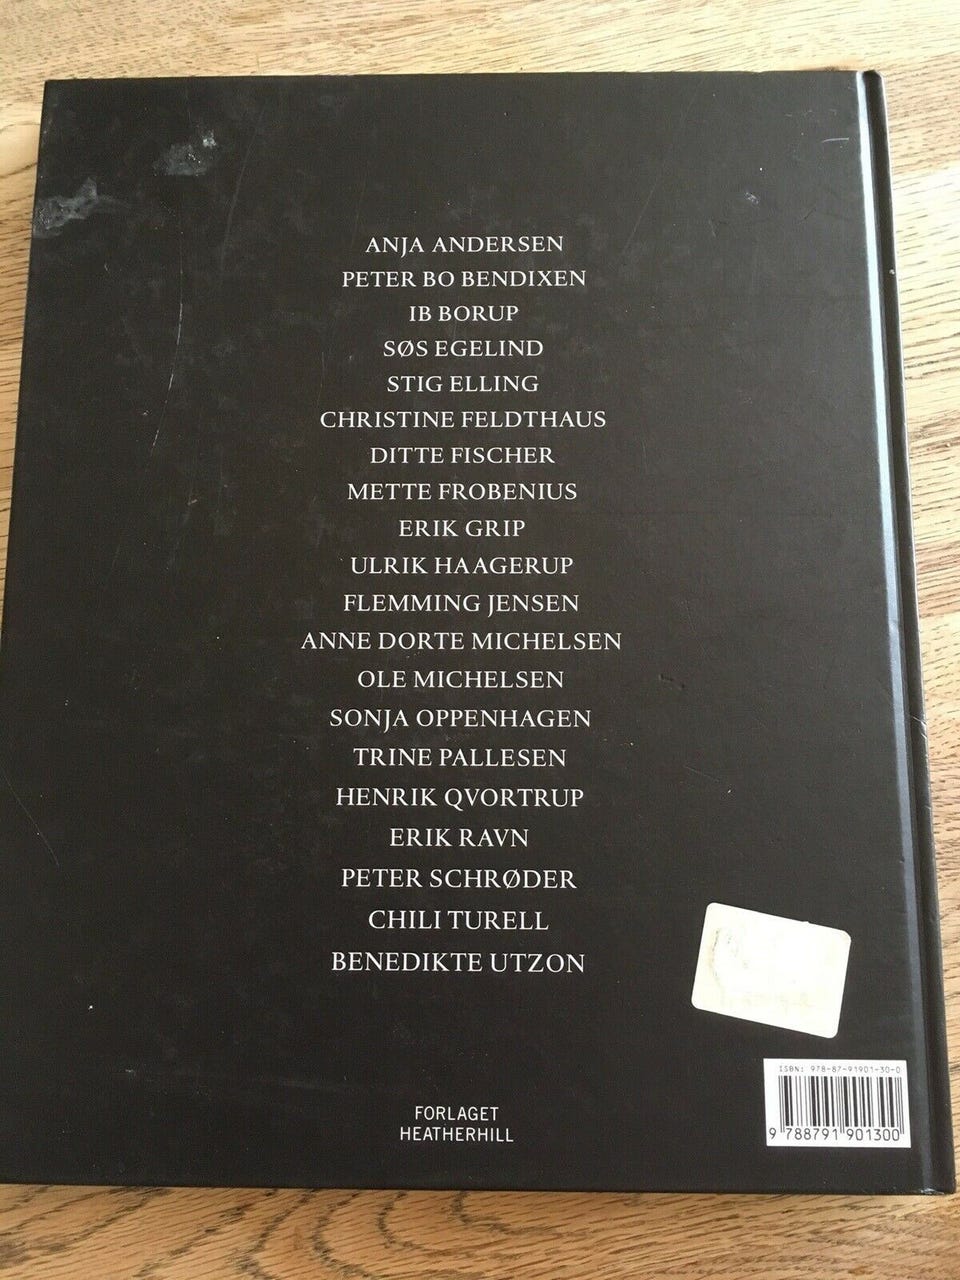 ANJA ANDERSEN
PETER BO BENDIXEN
IB BORUP
SØS EGELIND
STIG ELLING
CHRISTINE FELDTHAUS
DITTE FISCHER
METTE FROBENIUS
ERIK GRIP
ULRIK HAAGERUP
FLEMMING JENSEN
ANNE DORTE MICHELSEN
OLE MICHELSEN
SONJA OPPENHAGEN
TRINE PALLESEN
HENRIK QVORTRUP
ERIK RAVN
PETER SCHRØDER
CHILI TURELL
BENEDIKTE UTZON
ISBN: 978-87-91901-30-0
9 788791 901300
FORLAGET
HEATHERHILL